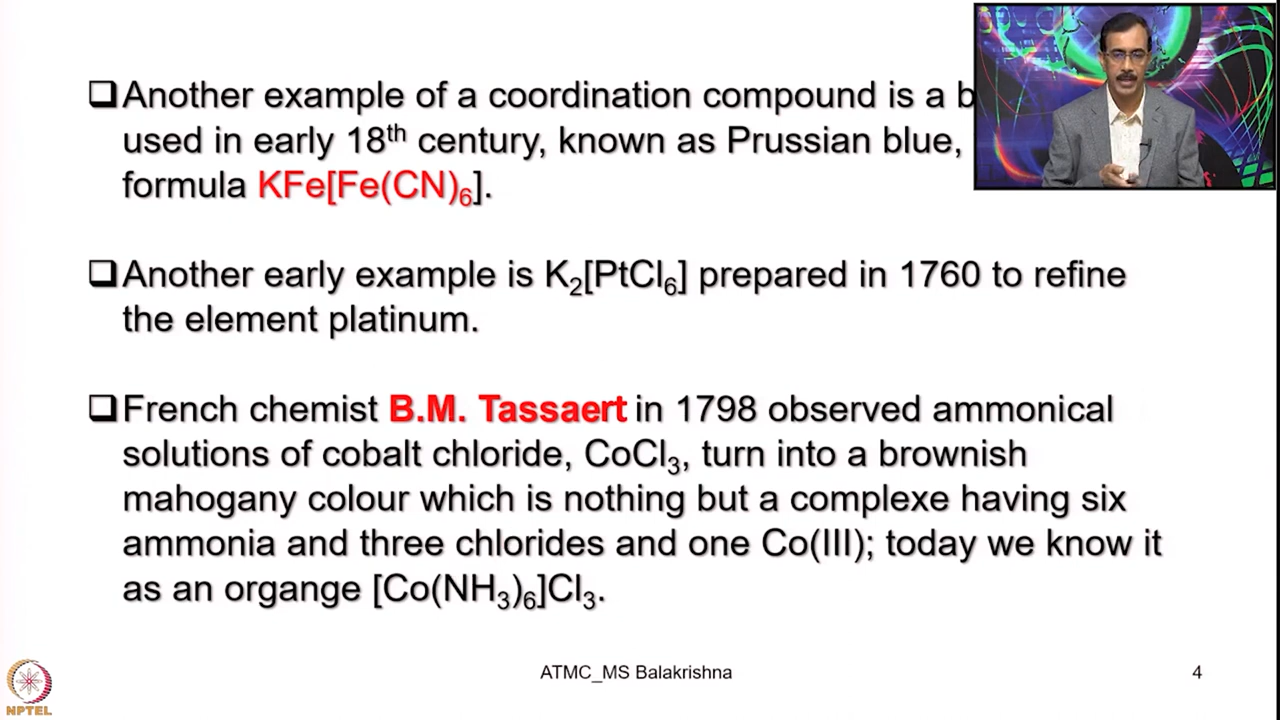 ❑Another example of a coordination compound is a b
used in early 18th century, known as Prussian blue,
formula KFe[Fe(CN)6].
❑Another early example is K2[PtCl6] prepared in 1760 to refine
the element platinum.
❑French chemist B.M. Tassaert in 1798 observed ammonical
solutions of cobalt chloride, CoCl3, turn into a brownish
mahogany colour which is nothing but a complexe having six
ammonia and three chlorides and one Co(III); today we know it
as an organge [Co(NH3)6]Cl3.
NPTEL
ATMC_MS Balakrishna
4